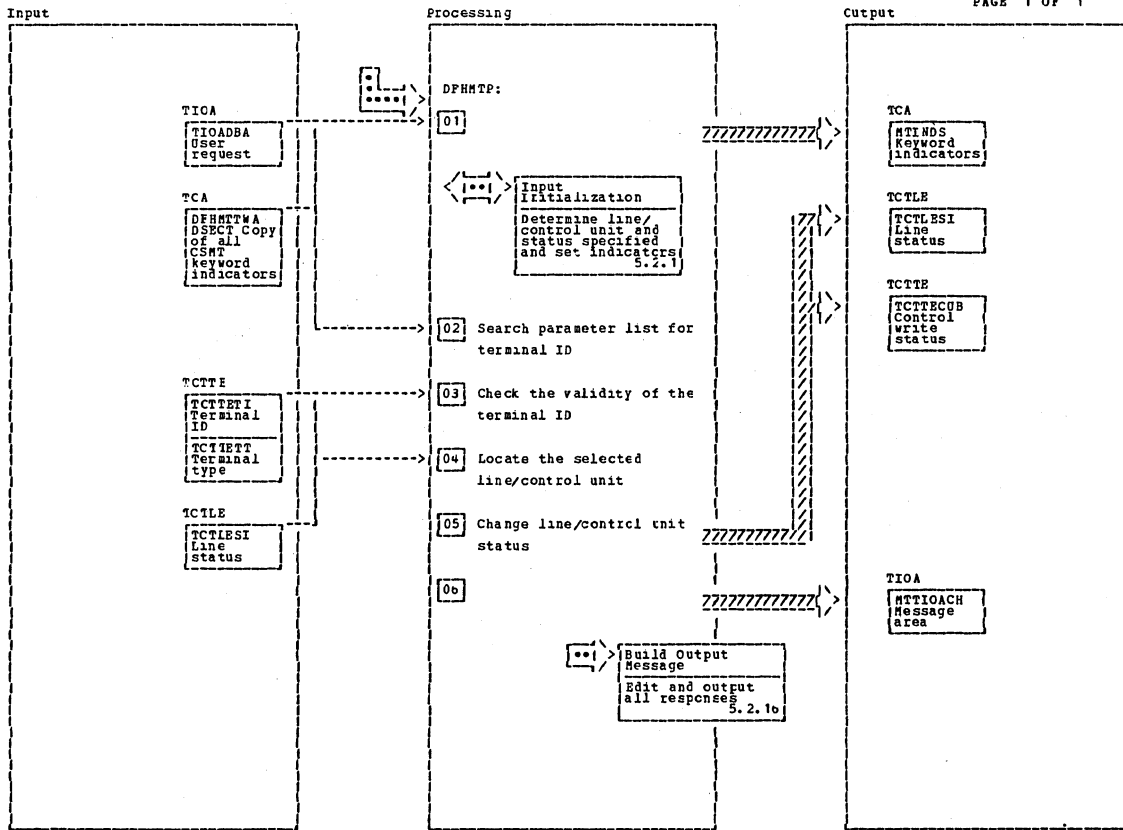 PAGE 1 OF 1
Input
Processing
Output
TIOA
TIOADBA
User
request
TCA
DFHMTTWA
DSECT Copy
of all
CSMT
keyword
indicators
TCTTE
TCTTETI
Terminal
ID
TCTTETT
Terminal
type
TCTLE
TCTLESI
Line
status
DFHMTP:
01
Input
Initialization
Determine line/
control unit and
status specified
and set indicators
5.2.1
02 Search parameter list for
terminal ID
03 Check the validity of the
terminal ID
04 Locate the selected
line/control unit
05 Change line/control unit
status
06
Build Output
Message
Edit and output
all responses
5.2.16
TCA
MTINDS
Keyword
indicators
TCTLE
TCTLESI
Line
status
TCTTE
TCTTECUB
Control
write
status
TIOA
MTTIOACH
Message
area